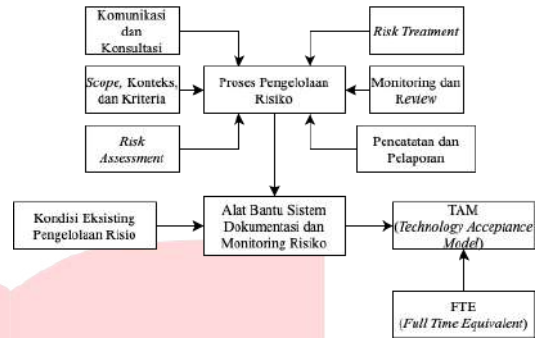 Komunikasi
dan
Konsultasi
Risk Treatment
Scope, Konteks,
dan Kriteria
Proses Pengelolaan
Risiko
Monitoring dan
Review
Risk
Assessment
Pencatatan dan
Pelaporan
Kondisi Eksisting
Pengelolaan Risio
Alat Bantu Sistem
Dokumentasi dan
Monitoring Risiko
TAM
(Technology Acceptance
Model)
FTE
(Full Time Equivalent)